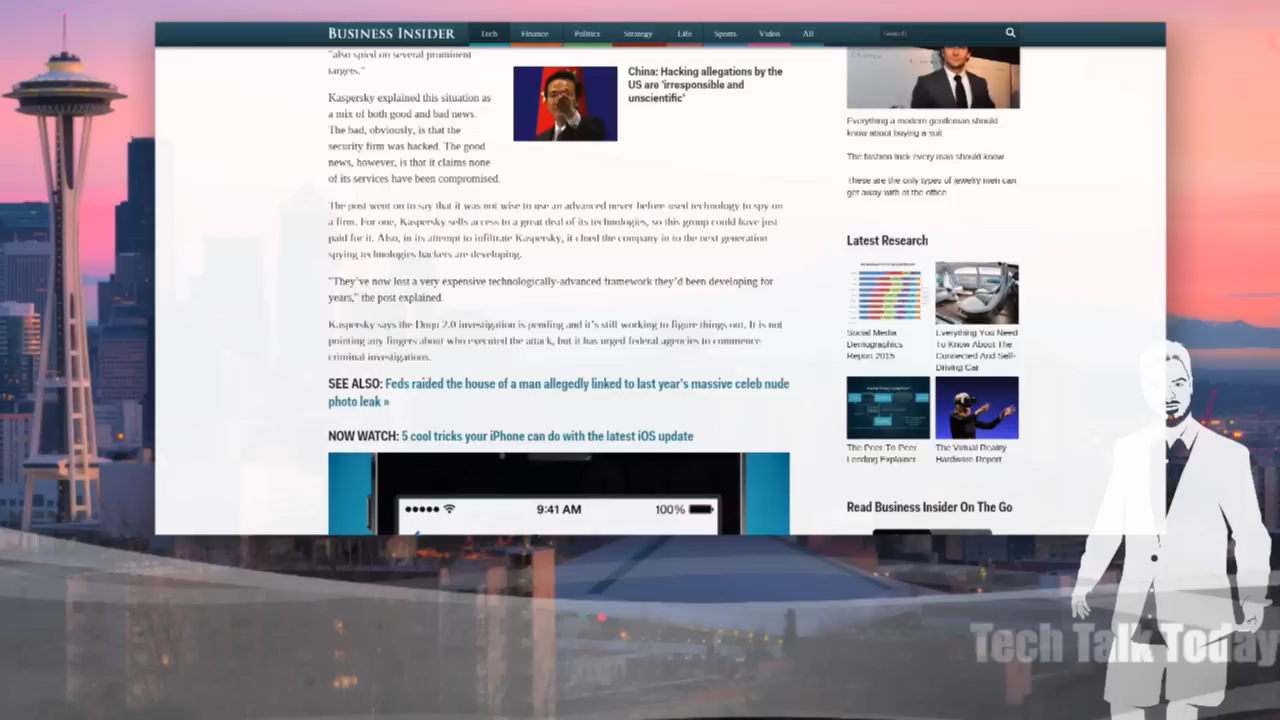 BUSINESS INSIDER
Tech
Finance
Politics
Strategy
Life
Sports
Video
All
"also spied on several prominent
targets."
Kaspersky explained this situation as
a mix of both good and bad news.
The bad, obviously, is that the
security firm was hacked. The good
news, however, is that it claims none
of its services have been compromised.
China: Hacking allegations by the
US are 'irresponsible and
unscientific'
The post went on to say that it was not wise to use an advanced never before used technology to spy on
a firm. For one, Kaspersky sells access to a great deal of its technologies, so this group could have just
paid for it. Also, in its attempt to infiltrate Kaspersky, it clued the company in to the next generation
spying technologies hackers are developing.
"They've now lost a very expensive technologically-advanced framework they'd been developing for
years," the post explained.
Kaspersky says the Duqu 2.0 investigation is pending and it's still working to figure things out. It is not
pointing any fingers about who executed the attack, but it has urged federal agencies to commence
criminal investigations.
SEE ALSO: Feds raided the house of a man allegedly linked to last year's massive celeb nude
photo leak »
NOW WATCH: 5 cool tricks your iPhone can do with the latest iOS update
9:41 AM
100%
Everything a modern gentleman should
know about buying a suit
The fashion trick every man should know
These are the only types of jewelry men can
get away with at the office
Latest Research
Social Media
Demographics
Report 2015
Everything You Need
To Know About The
Connected And Self-
Driving Car
The Peer-To-Peer
Lending Explainer
The Virtual Reality
Hardware Report
Read Business Insider On The Go
Tech Talk Today